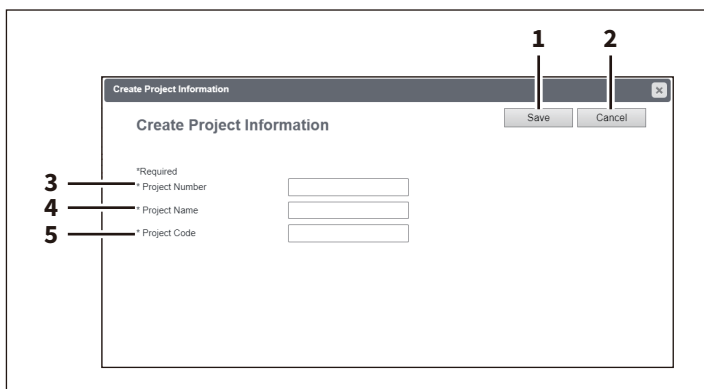 1 2
Create Project Information
Create Project Information Save Cancel
*Required
3 * Project Number
4 * Project Name
5 * Project Code